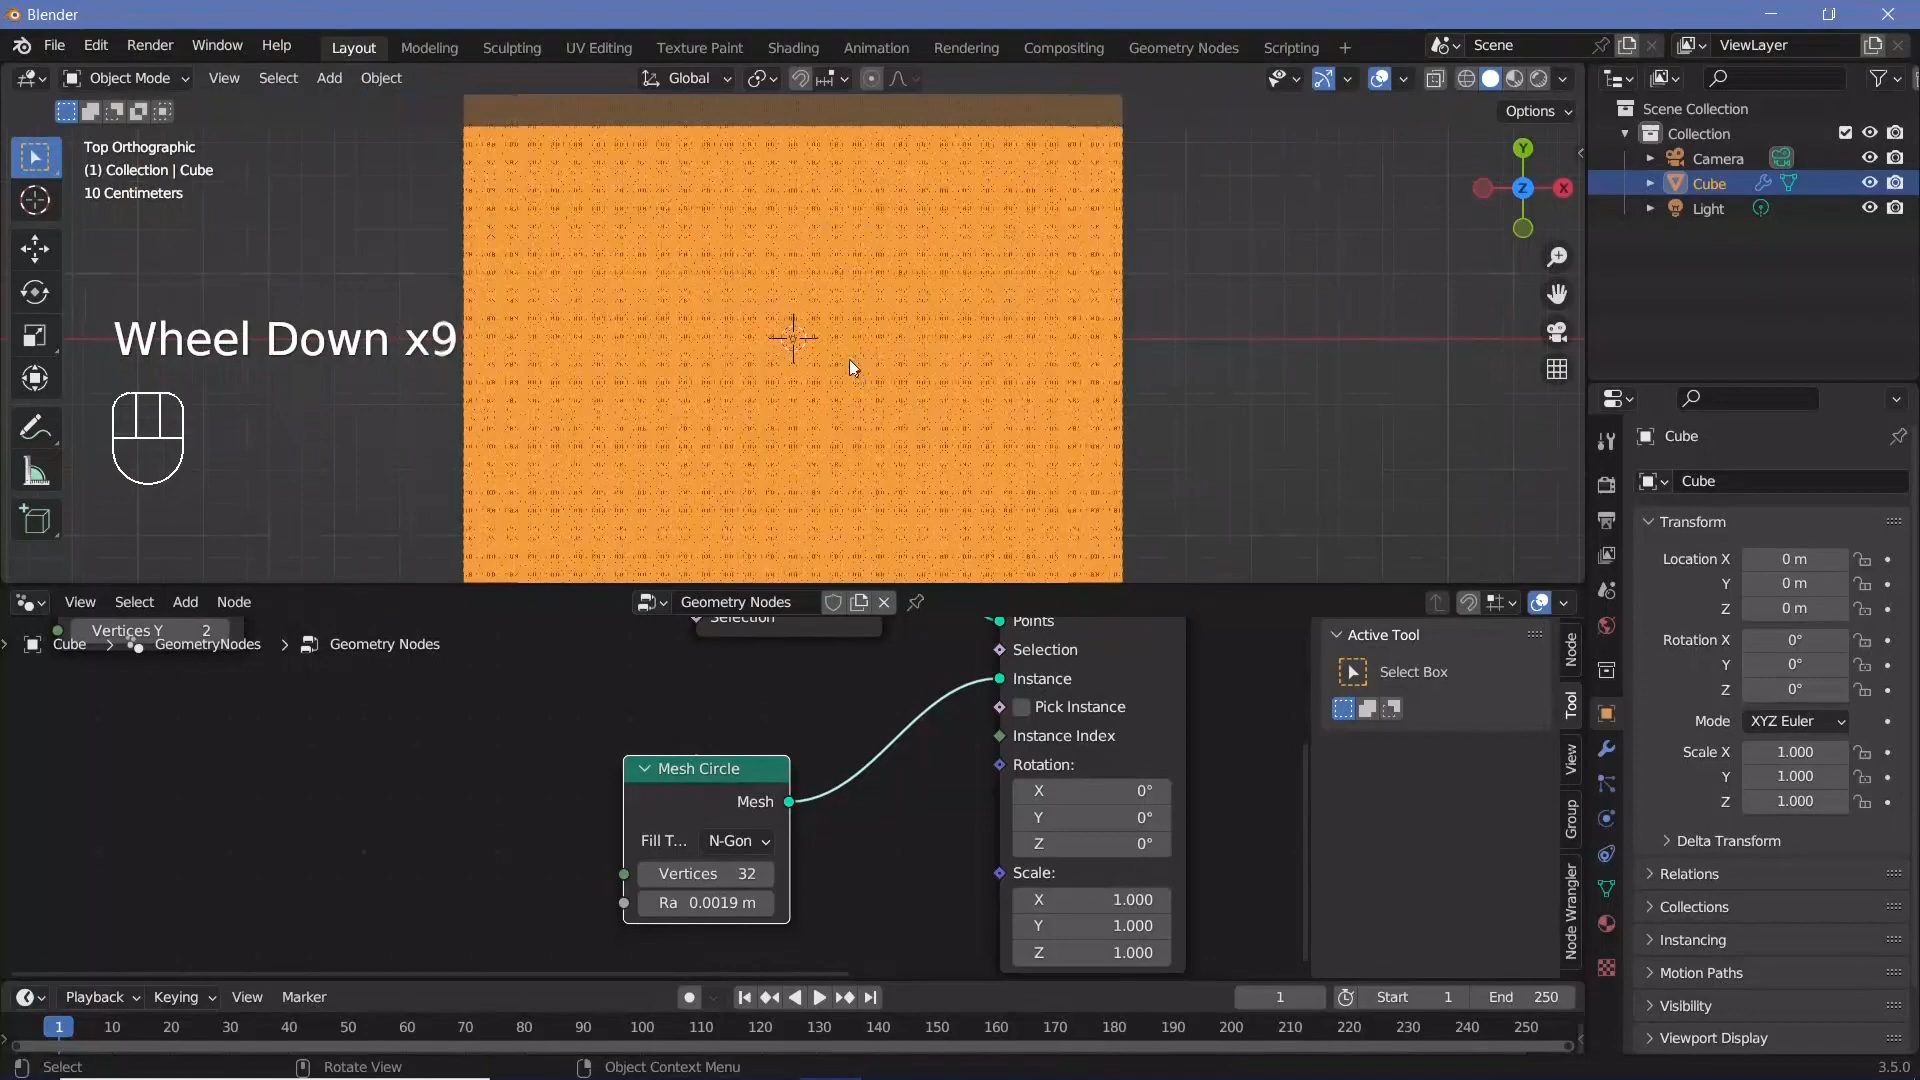 Blender
File Edit Render Window Help
Layout Modeling Sculpting UV Editing Texture Paint Shading Animation Rendering Compositing Geometry Nodes Scripting +
Scene
ViewLayer
Object Mode View Select Add Object
Global
Options
Top Orthographic
(1) Collection | Cube
10 Centimeters
Y
Z
X
Wheel Down x9
Scene Collection
Collection
Camera
Cube
Light
Cube
Cube
Transform
Location X 0 m
Y 0 m
Z 0 m
Rotation X 0°
Y 0°
Z 0°
Mode XYZ Euler
Scale X 1.000
Y 1.000
Z 1.000
Delta Transform
Relations
Collections
Instancing
Motion Paths
Visibility
Viewport Display
View Select Add Node
Geometry Nodes
Vertices Y 2
Cube > GeometryNodes > Geometry Nodes
Selection
Points
Selection
Instance
Pick Instance
Instance Index
Rotation:
X 0°
Y 0°
Z 0°
Scale:
X 1.000
Y 1.000
Z 1.000
Mesh Circle
Mesh
Fill T... N-Gon
Vertices 32
Ra 0.0019 m
Active Tool
Select Box
Node
Tool
View
Group
Node Wrangler
Playback Keying View Marker
1
Start 1
End 250
1 10 20 30 40 50 60 70 80 90 100 110 120 130 140 150 160 170 180 190 200 210 220 230 240 250
Select
Rotate View
Object Context Menu
3.5.0